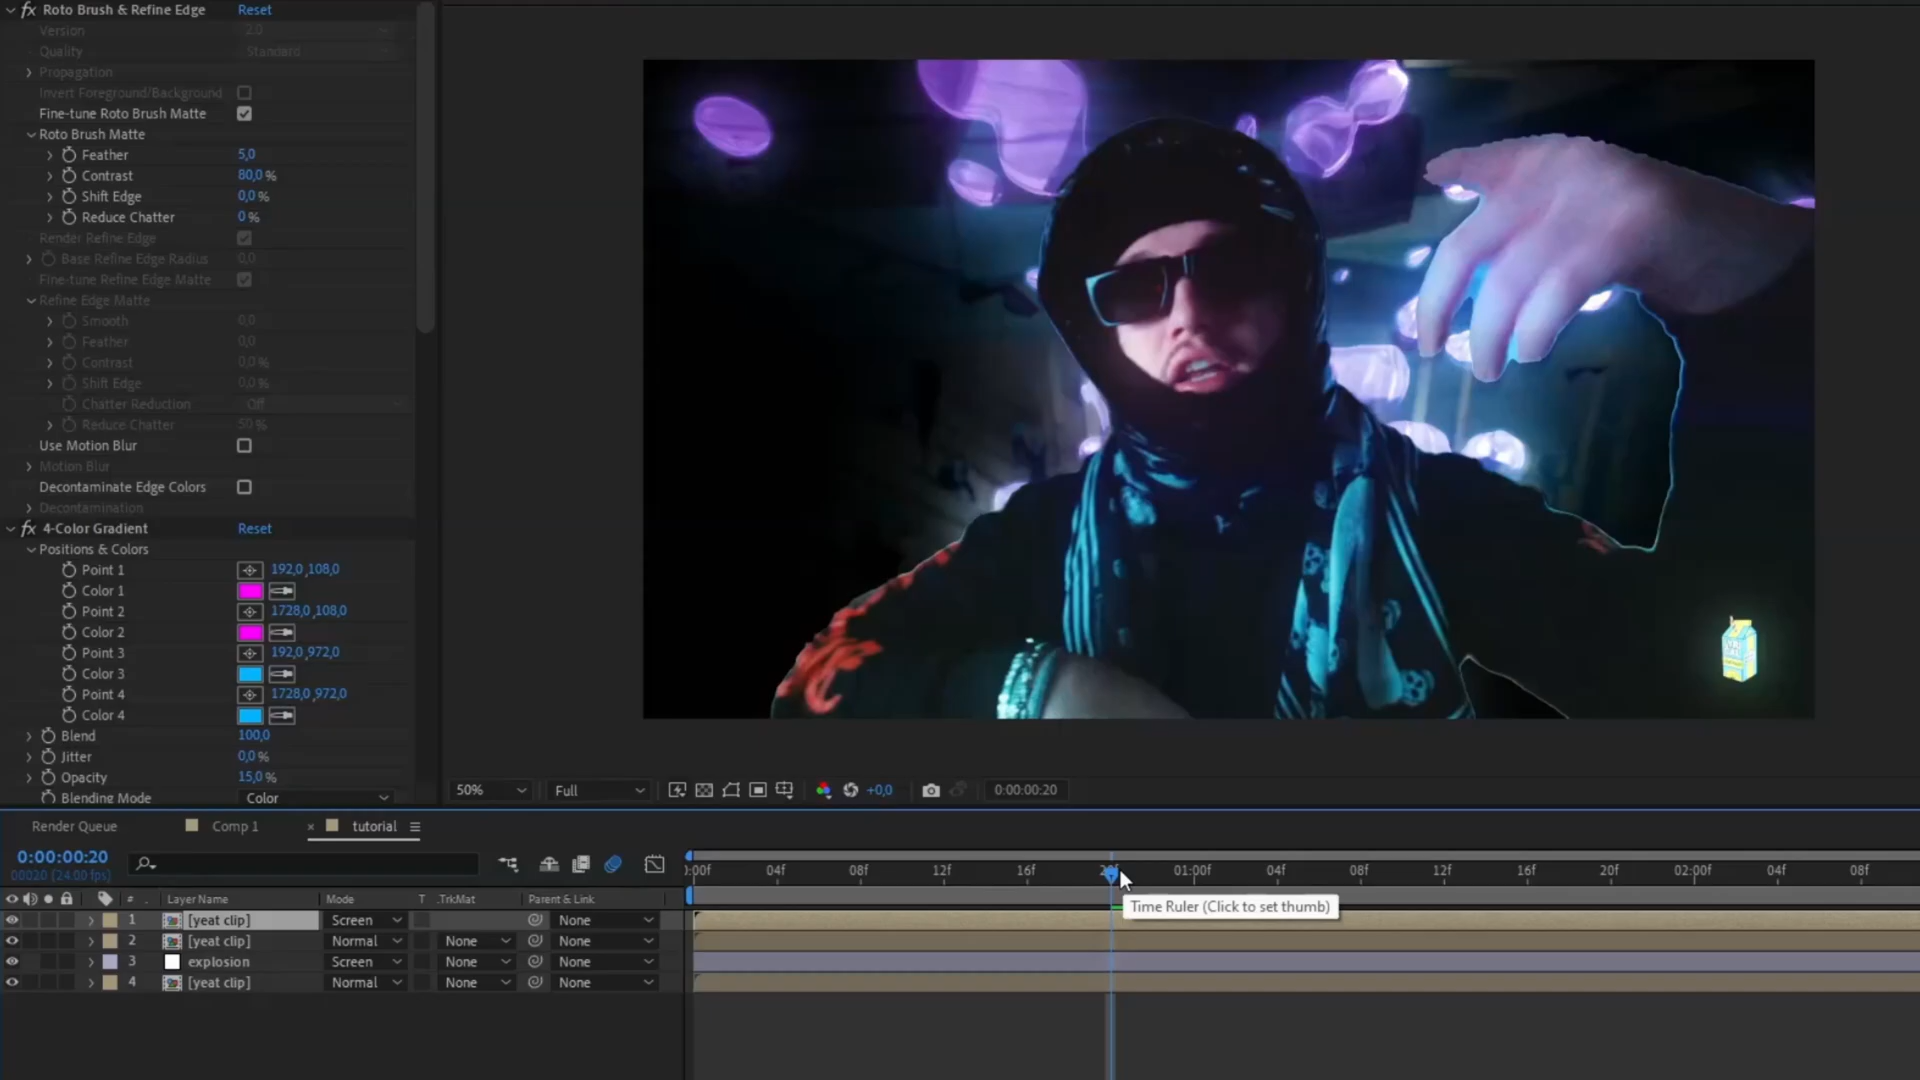 fx Roto Brush & Refine Edge Reset
Version 2.0
Quality Standard
Propagation
Invert Foreground/Background
Fine-tune Roto Brush Matte
Roto Brush Matte
Feather 5,0
Contrast 80,0 %
Shift Edge 0,0 %
Reduce Chatter 0 %
Render Refine Edge
Base Refine Edge Radius 0,0
Fine-tune Refine Edge Matte
Refine Edge Matte
Smooth 0,0
Feather 0,0
Contrast 0,0 %
Shift Edge 0,0 %
Chatter Reduction Off
Reduce Chatter 50 %
Use Motion Blur
Motion Blur
Decontaminate Edge Colors
Decontamination
fx 4-Color Gradient Reset
Positions & Colors
Point 1 192,0 ,108,0
Color 1
Point 2 1728,0 ,108,0
Color 2
Point 3 192,0 ,972,0
Color 3
Point 4 1728,0 ,972,0
Color 4
Blend 100,0
Jitter 0,0 %
Opacity 15,0 %
Blending Mode Color
50% Full +0,0 0:00:00:20
Render Queue Comp 1 × tutorial
0:00:00:20
00020 (24.00 fps)
:00f 04f 08f 12f 16f 20f 01:00f 04f 08f 12f 16f 20f 02:00f 04f 08f
# Layer Name Mode T .TrkMat Parent & Link
Time Ruler (Click to set thumb)
1 [yeat clip] Screen None
2 [yeat clip] Normal None None
3 explosion Screen None None
4 [yeat clip] Normal None None